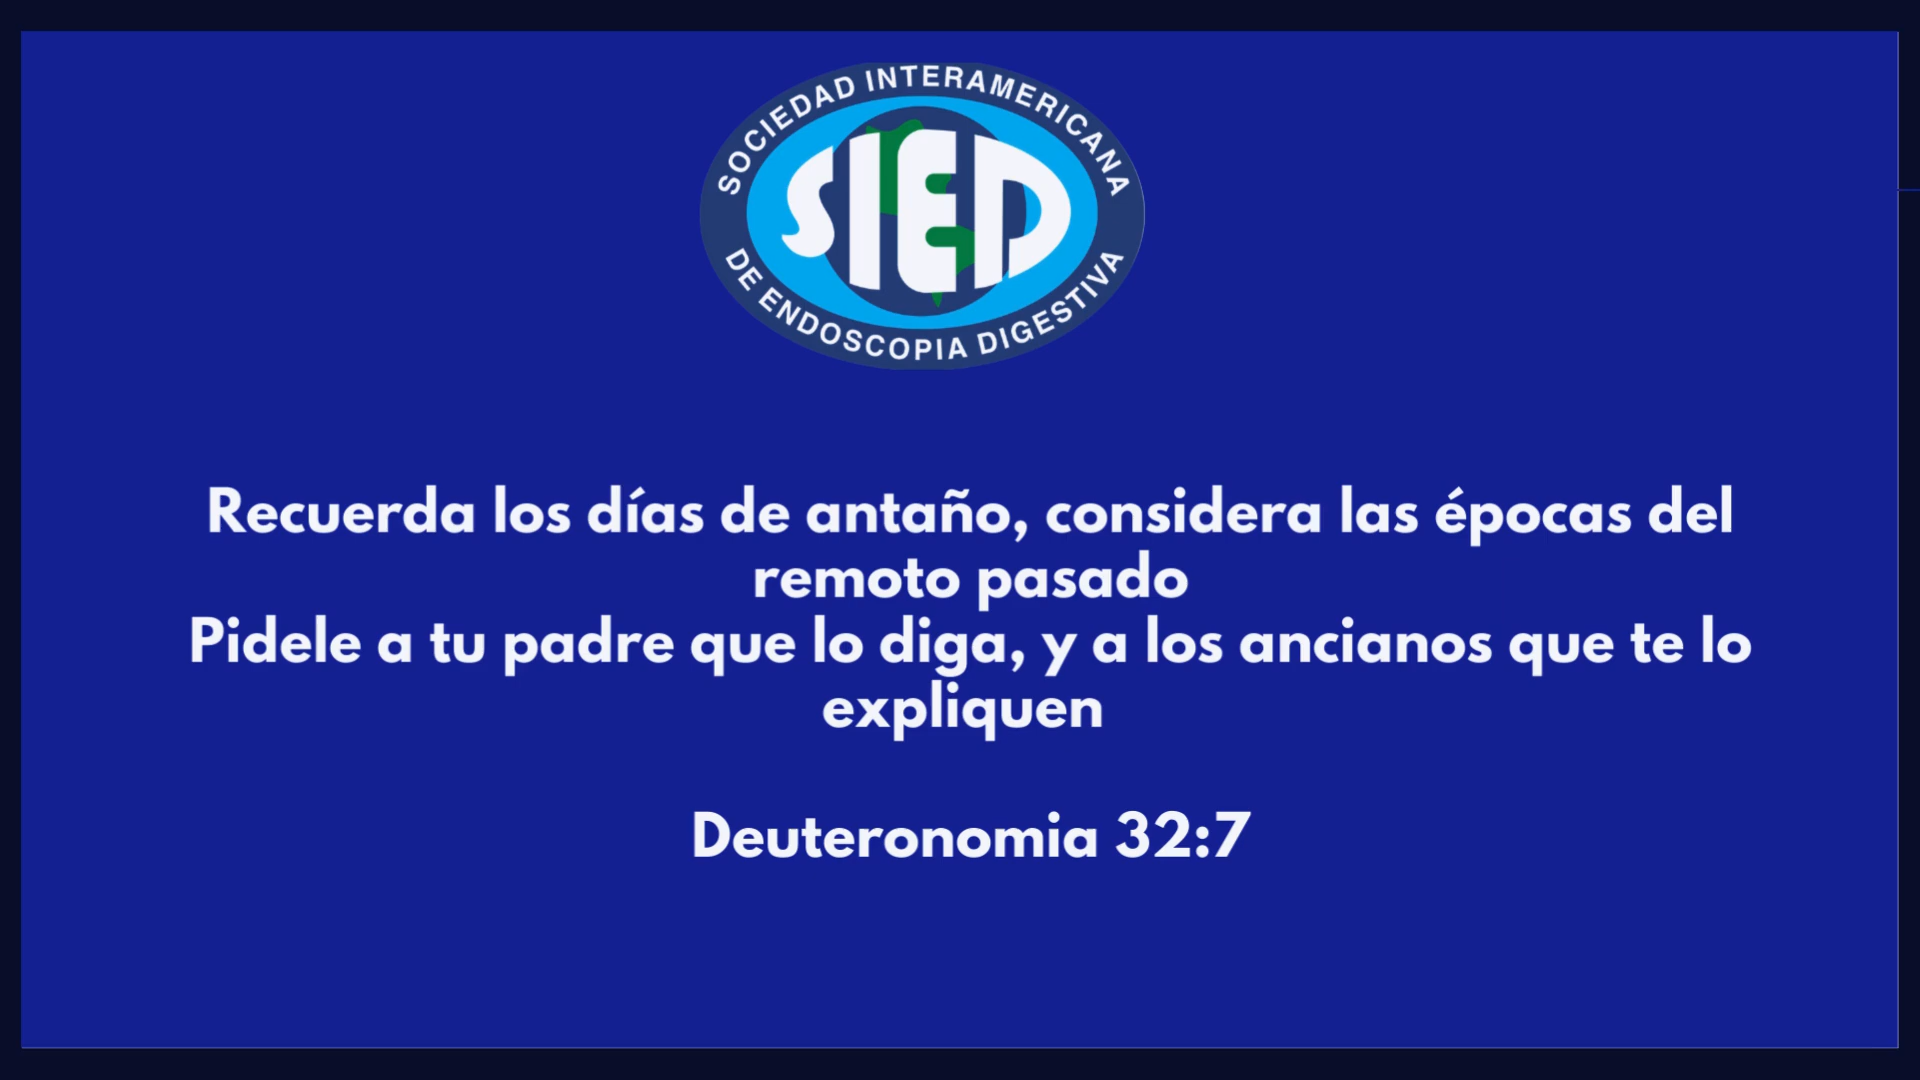 SOCIEDAD INTERAMERICANA
SIED
DE ENDOSCOPIA DIGESTIVA
Recuerda los días de antaño, considera las épocas del
remoto pasado
Pidele a tu padre que lo diga, y a los ancianos que te lo
expliquen
Deuteronomia 32:7